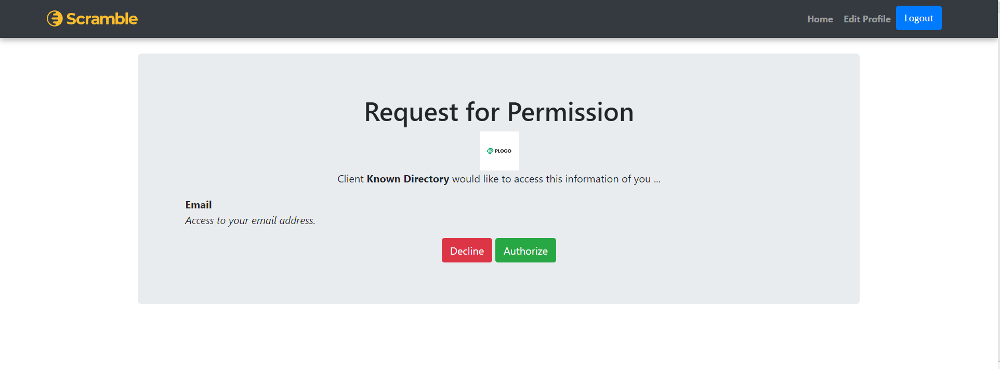 Scramble
Home Edit Profile Logout
Request for Permission
PLOGO
Client Known Directory would like to access this information of you ...
Email
Access to your email address.
Decline Authorize